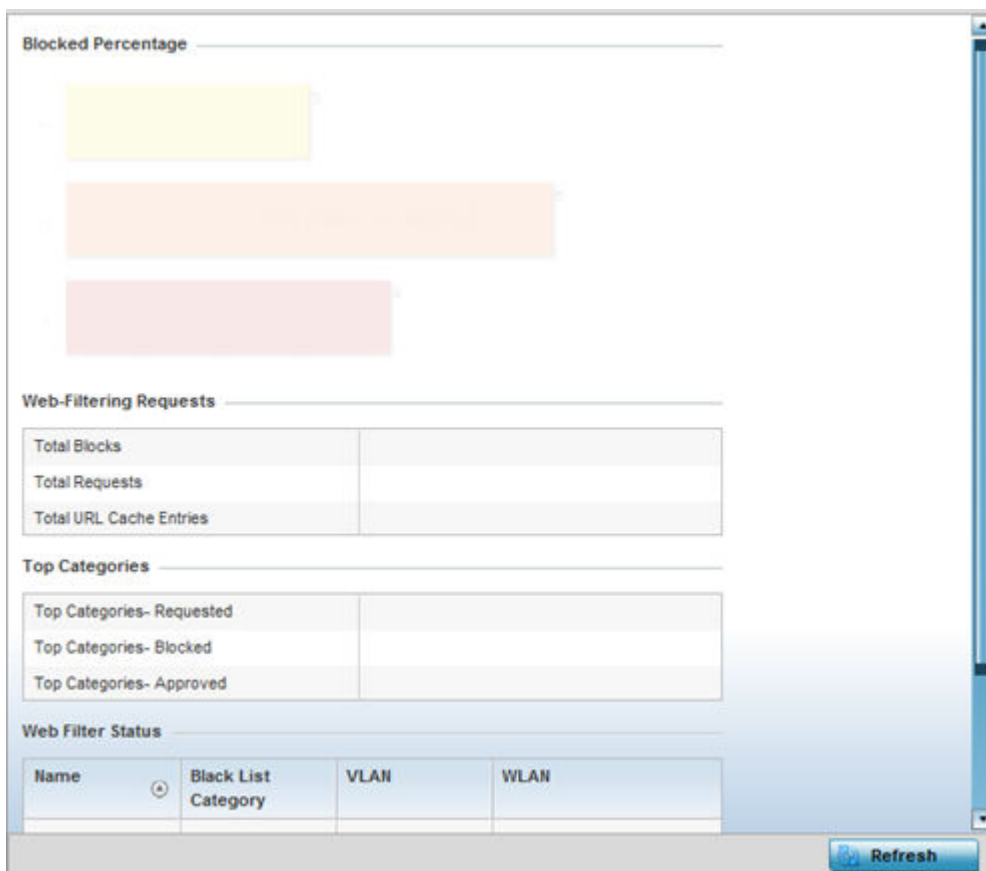 Blocked Percentage
Web-Filtering Requests
Total Blocks
Total Requests
Total URL Cache Entries
Top Categories
Top Categories- Requested
Top Categories- Blocked
Top Categories- Approved
Web Filter Status
Name
Black List Category
VLAN
WLAN
Refresh